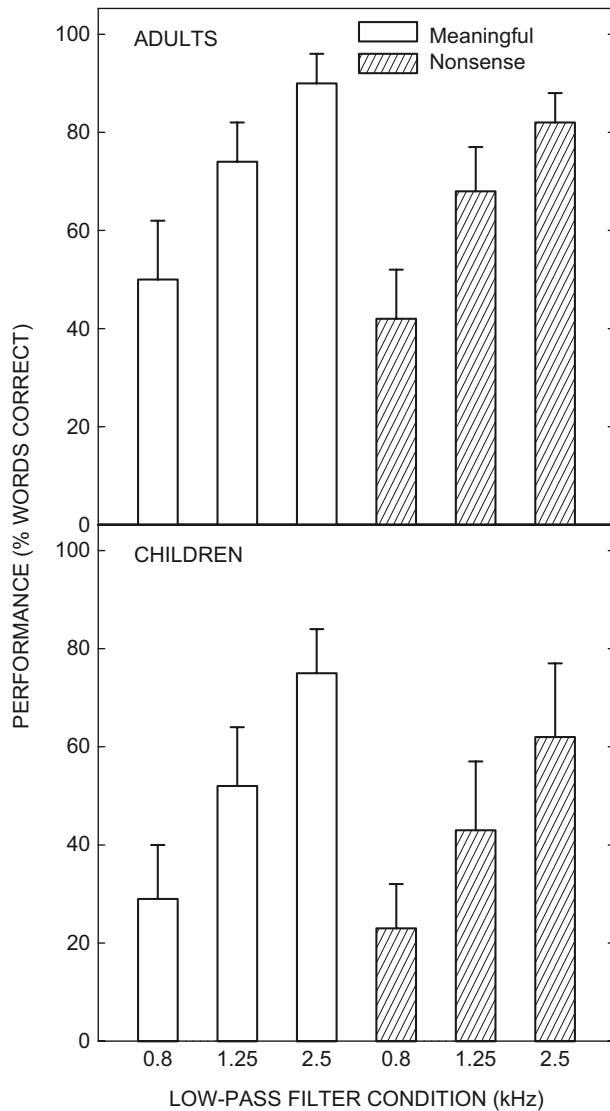 ADULTS
Meaningful
Nonsense
100
80
60
40
20
0
CHILDREN
100
80
60
40
20
0
0.8 1.25 2.5 0.8 1.25 2.5
LOW-PASS FILTER CONDITION (kHz)
PERFORMANCE (% WORDS CORRECT)